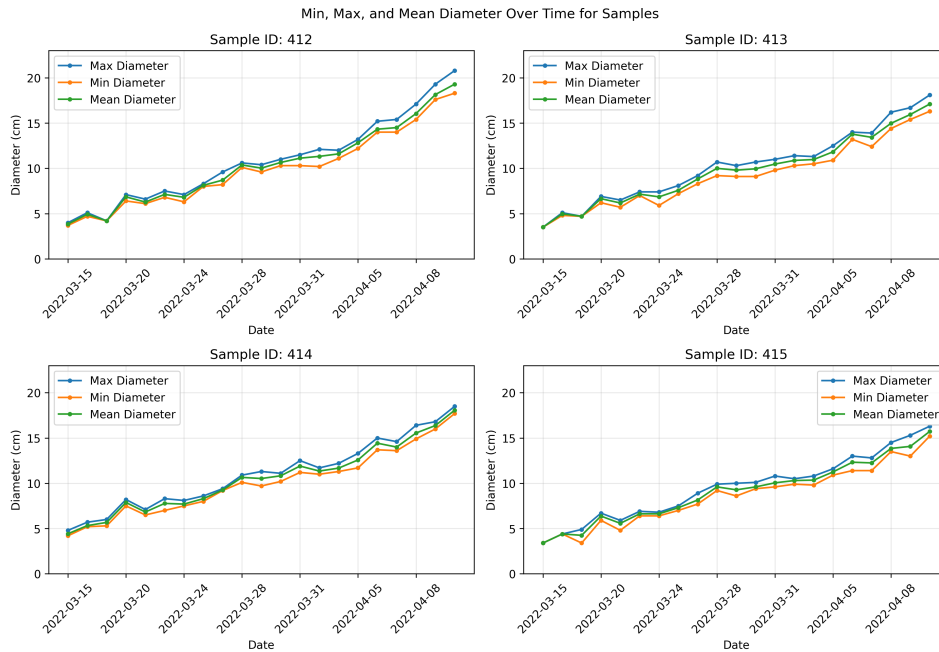 Min, Max, and Mean Diameter Over Time for Samples
Sample ID: 412
Max Diameter
Min Diameter
Mean Diameter
Diameter (cm)
20
15
10
5
0
2022-03-15
2022-03-20
2022-03-24
2022-03-28
2022-03-31
2022-04-05
2022-04-08
Date
Sample ID: 413
Max Diameter
Min Diameter
Mean Diameter
Diameter (cm)
20
15
10
5
0
2022-03-15
2022-03-20
2022-03-24
2022-03-28
2022-03-31
2022-04-05
2022-04-08
Date
Sample ID: 414
Max Diameter
Min Diameter
Mean Diameter
Diameter (cm)
20
15
10
5
0
2022-03-15
2022-03-20
2022-03-24
2022-03-28
2022-03-31
2022-04-05
2022-04-08
Date
Sample ID: 415
Max Diameter
Min Diameter
Mean Diameter
Diameter (cm)
20
15
10
5
0
2022-03-15
2022-03-20
2022-03-24
2022-03-28
2022-03-31
2022-04-05
2022-04-08
Date